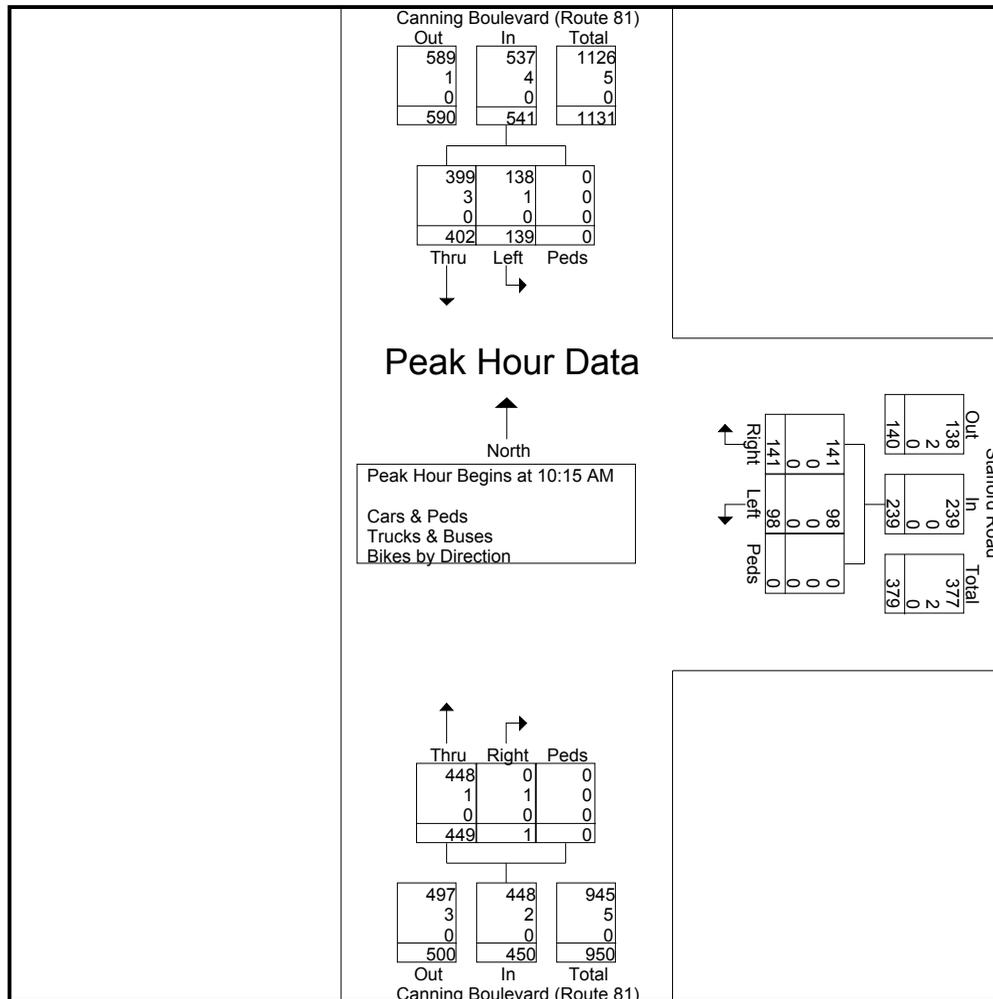 Canning Boulevard (Route 81)
Out In Total
589 537 1126
1 4 5
0 0 0
590 541 1131
399 138 0
3 1 0
0 0 0
402 139 0
Thru Left Peds
Peak Hour Data
North
Peak Hour Begins at 10:15 AM
Cars & Peds
Trucks & Buses
Bikes by Direction
Road
Out In Total
138 239 377
2 0 2
0 0 0
140 239 379
141 98 0
0 0 0
0 0 0
141 98 0
Right Left Peds
Thru Right Peds
448 0 0
1 1 0
0 0 0
449 1 0
497 448 945
3 2 5
0 0 0
500 450 950
Out In Total
Canning Boulevard (Route 81)